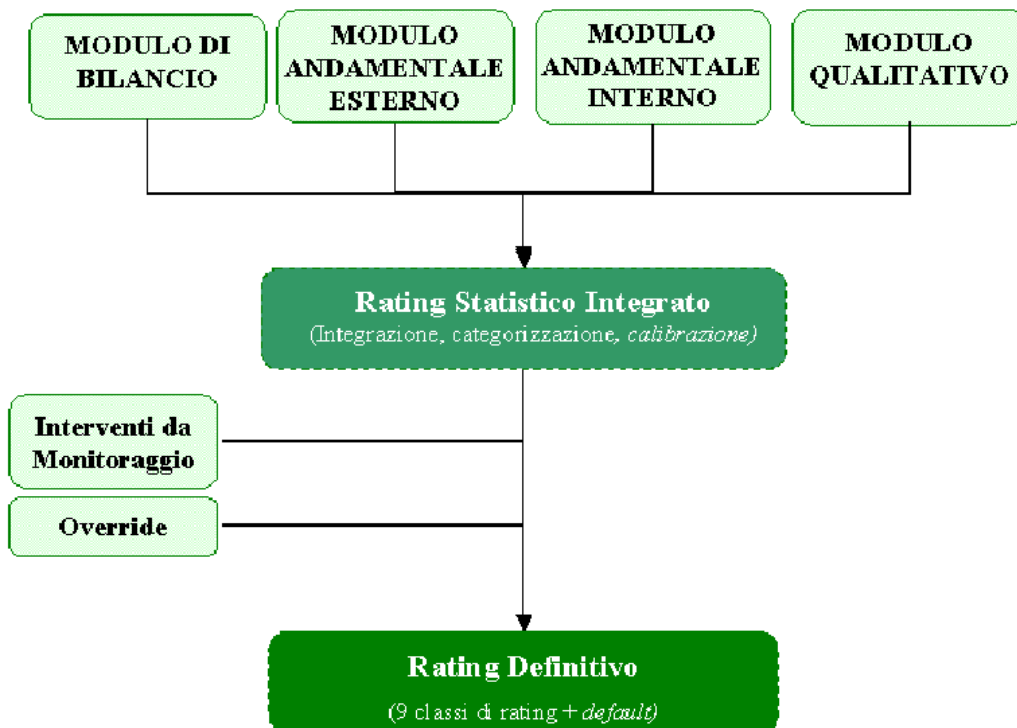 MODULO DI
BILANCIO
MODULO
ANDAMENTALE
ESTERNO
MODULO
ANDAMENTALE
INTERNO
MODULO
QUALITATIVO
Rating Statistico Integrato
(Integrazione, categorizzazione, calibrazione)
Interventi da
Monitoraggio
Override
Rating Definitivo
(9 classi di rating + default)